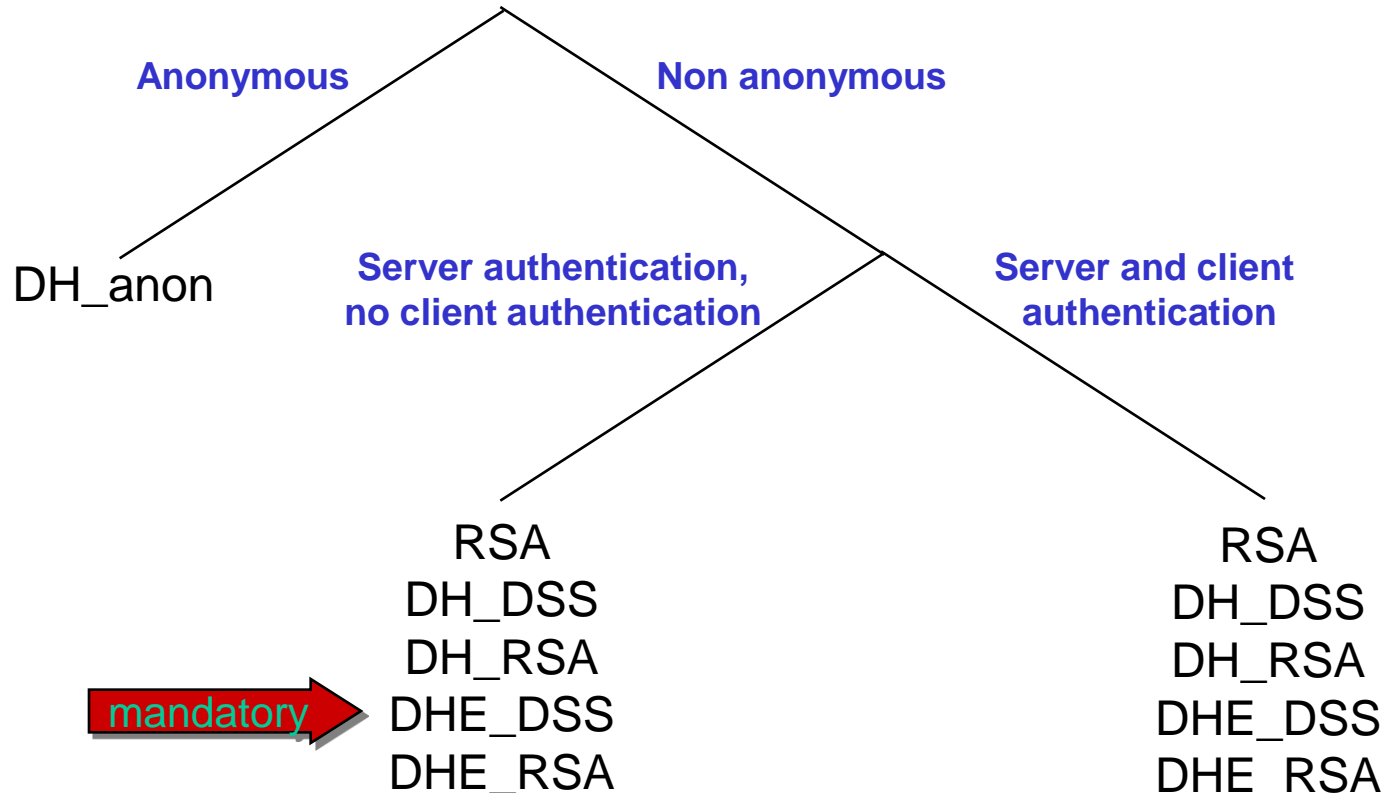 Anonymous
Non anonymous
DH_anon
Server authentication,
no client authentication
Server and client
authentication
RSA
DH_DSS
DH_RSA
mandatory
DHE_DSS
DHE_RSA
RSA
DH_DSS
DH_RSA
DHE_DSS
DHE_RSA